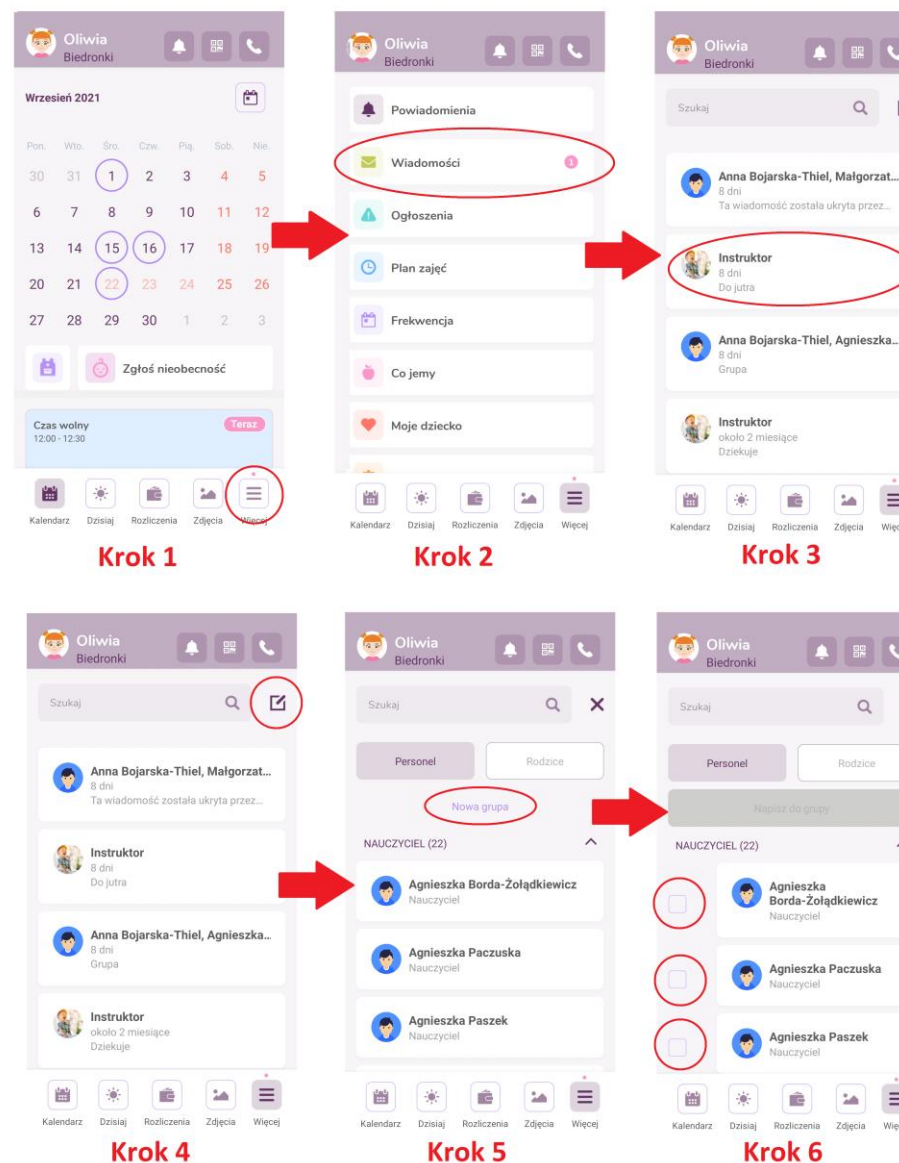 Oliwia
Biedronki
Wrzesień 2021
Pon. Wto. Śro. Czw. Pią. Sob. Nie.
30 31 1 2 3 4 5
6 7 8 9 10 11 12
13 14 15 16 17 18 19
20 21 22 23 24 25 26
27 28 29 30 1 2 3
Zgłoś nieobecność
Czas wolny
Teraz
12:00 - 12:30
Kalendarz Dzisiaj Rozliczenia Zdjęcia Więcej
Krok 1
Oliwia
Biedronki
Powiadomienia
Wiadomości 1
Ogłoszenia
Plan zajęć
Frekwencja
Co jemy
Moje dziecko
Kalendarz Dzisiaj Rozliczenia Zdjęcia Więcej
Krok 2
Oliwia
Biedronki
Szukaj
Anna Bojarska-Thiel, Małgorzat...
8 dni
Ta wiadomość została ukryta przez...
Instruktor
8 dni
Do jutra
Anna Bojarska-Thiel, Agnieszka...
8 dni
Grupa
Instruktor
około 2 miesiące
Dziekuje
Kalendarz Dzisiaj Rozliczenia Zdjęcia
Krok 3
Oliwia
Biedronki
Szukaj
Anna Bojarska-Thiel, Małgorzat...
8 dni
Ta wiadomość została ukryta przez...
Instruktor
8 dni
Do jutra
Anna Bojarska-Thiel, Agnieszka...
8 dni
Grupa
Instruktor
około 2 miesiące
Dziekuje
Kalendarz Dzisiaj Rozliczenia Zdjęcia Więcej
Krok 4
Oliwia
Biedronki
Szukaj
Personel Rodzice
Nowa grupa
NAUCZYCIEL (22)
Agnieszka Borda-Żołądkiewicz
Nauczyciel
Agnieszka Paczuska
Nauczyciel
Agnieszka Paszek
Nauczyciel
Kalendarz Dzisiaj Rozliczenia Zdjęcia Więcej
Krok 5
Oliwia
Biedronki
Szukaj
Personel Rodzice
Napisz do grupy
NAUCZYCIEL (22)
Agnieszka
Borda-Żołądkiewicz
Nauczyciel
Agnieszka Paczuska
Nauczyciel
Agnieszka Paszek
Nauczyciel
Kalendarz Dzisiaj Rozliczenia Zdjęcia
Krok 6